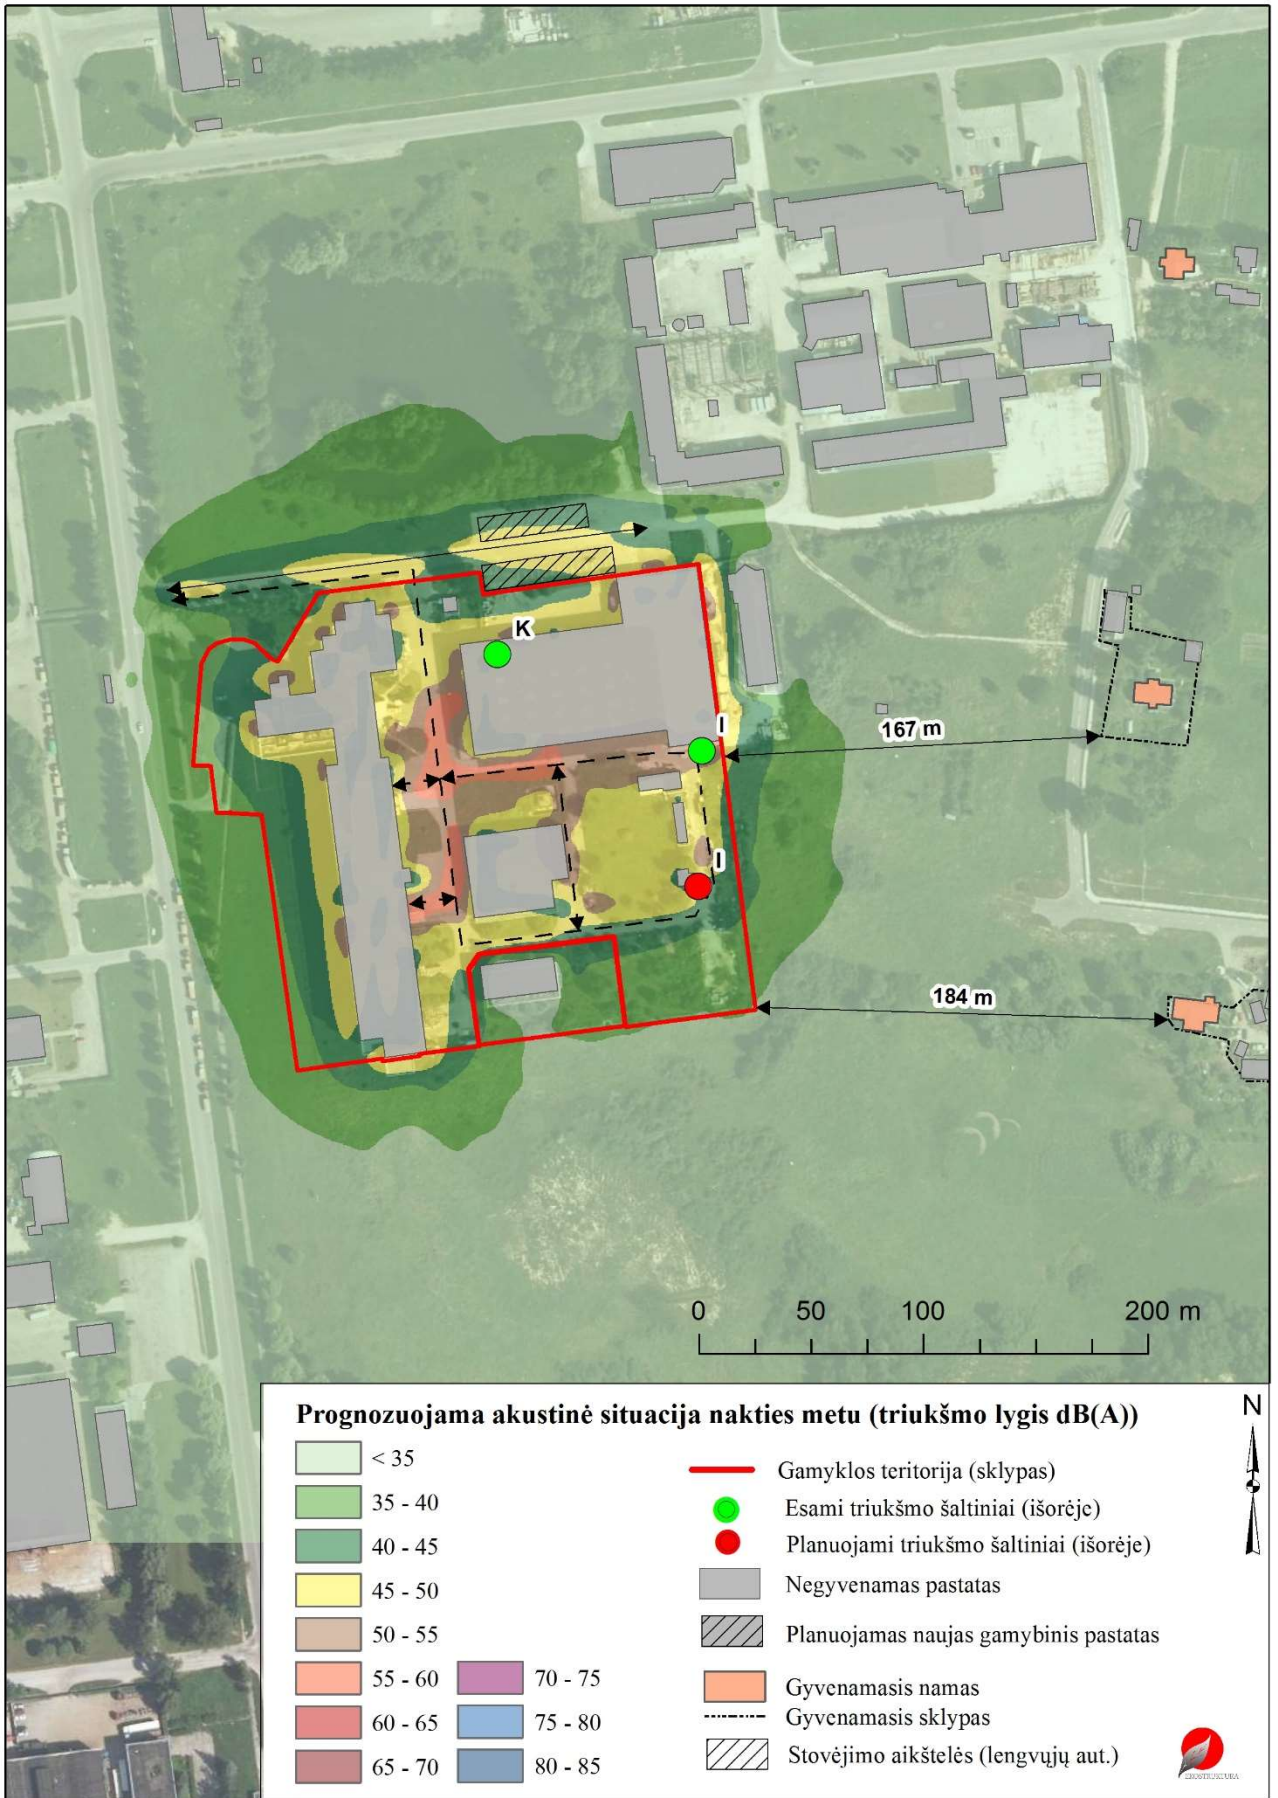 K
I
167 m
I
184 m
0 50 100 200 m
Prognozuojama akustinė situacija nakties metu (triukšmo lygis dB(A))
N
< 35
35 - 40
40 - 45
45 - 50
50 - 55
55 - 60
60 - 65
65 - 70
70 - 75
75 - 80
80 - 85
Gamyklos teritorija (sklypas)
Esami triukšmo šaltiniai (išorėje)
Planuojami triukšmo šaltiniai (išorėje)
Negyvenamas pastatas
Planuojamas naujas gamybinis pastatas
Gyvenamasis namas
Gyvenamasis sklypas
Stovėjimo aikštelės (lengvųjų aut.)
EKOSTRUKTŪRA